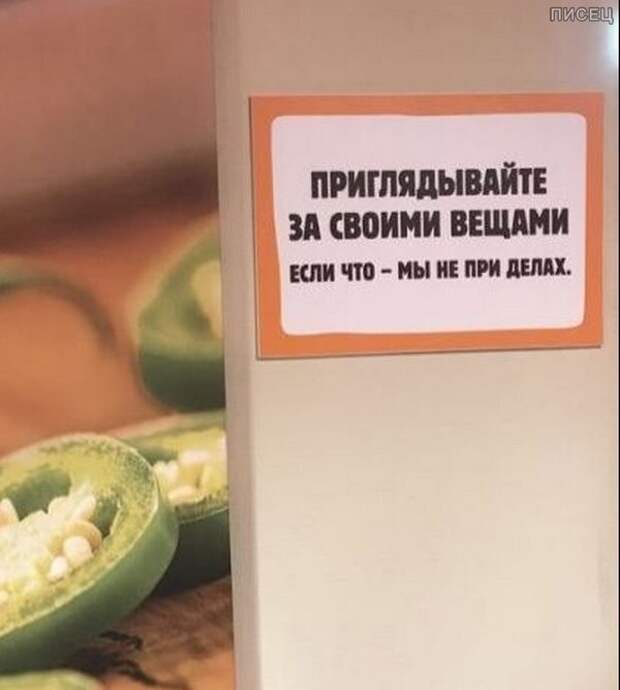 ПИСЕЦ
ПРИГЛЯДЫВАЙТЕ
ЗА СВОИМИ ВЕЩАМИ
ЕСЛИ ЧТО – МЫ НЕ ПРИ ДЕЛАХ.